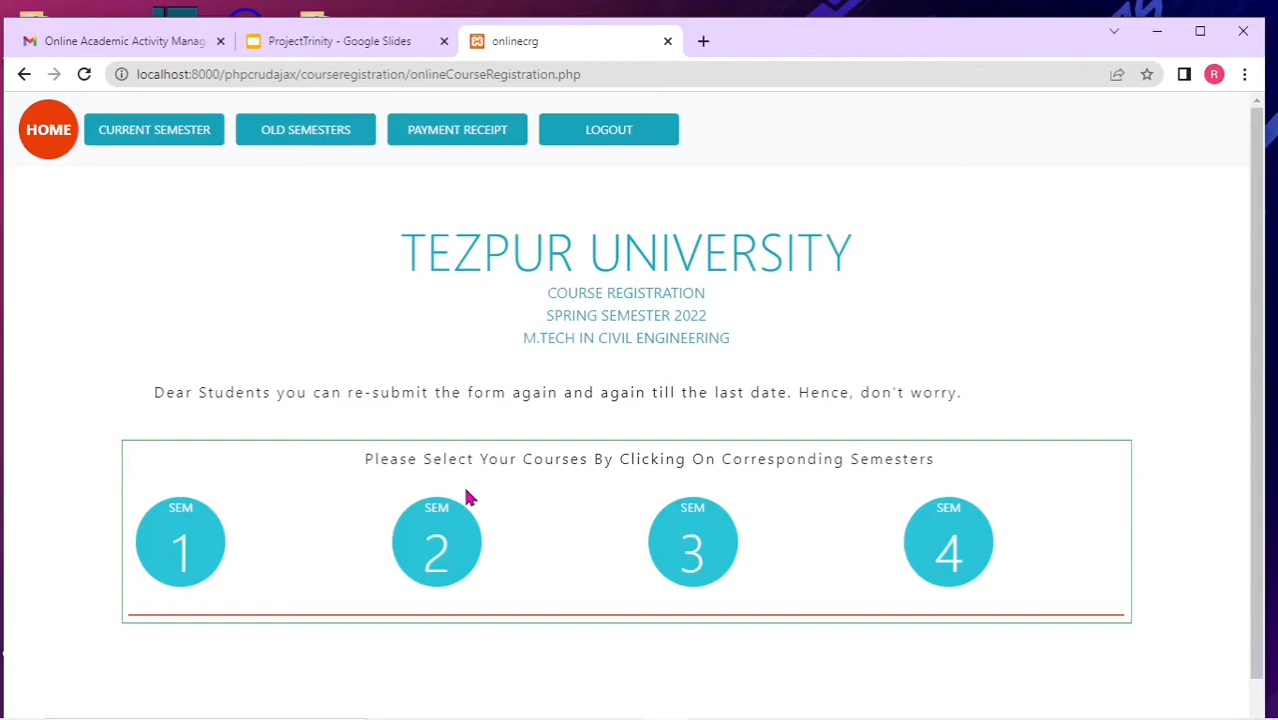 Online Academic Activity Manag
ProjectTrinity - Google Slides
onlinecrg
localhost:8000/phpcrudajax/courseregistration/onlineCourseRegistration.php
R
HOME
CURRENT SEMESTER
OLD SEMESTERS
PAYMENT RECEIPT
LOGOUT
TEZPUR UNIVERSITY
COURSE REGISTRATION
SPRING SEMESTER 2022
M.TECH IN CIVIL ENGINEERING
Dear Students you can re-submit the form again and again till the last date. Hence, don't worry.
Please Select Your Courses By Clicking On Corresponding Semesters
SEM
1
SEM
2
SEM
3
SEM
4